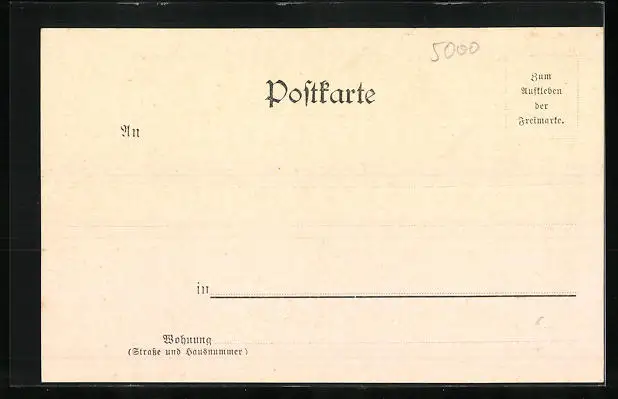 5000
Postkarte
Zum
Aufkleben
der
Freimarke.
An
in
Wohnung
(Straße und Hausnummer)